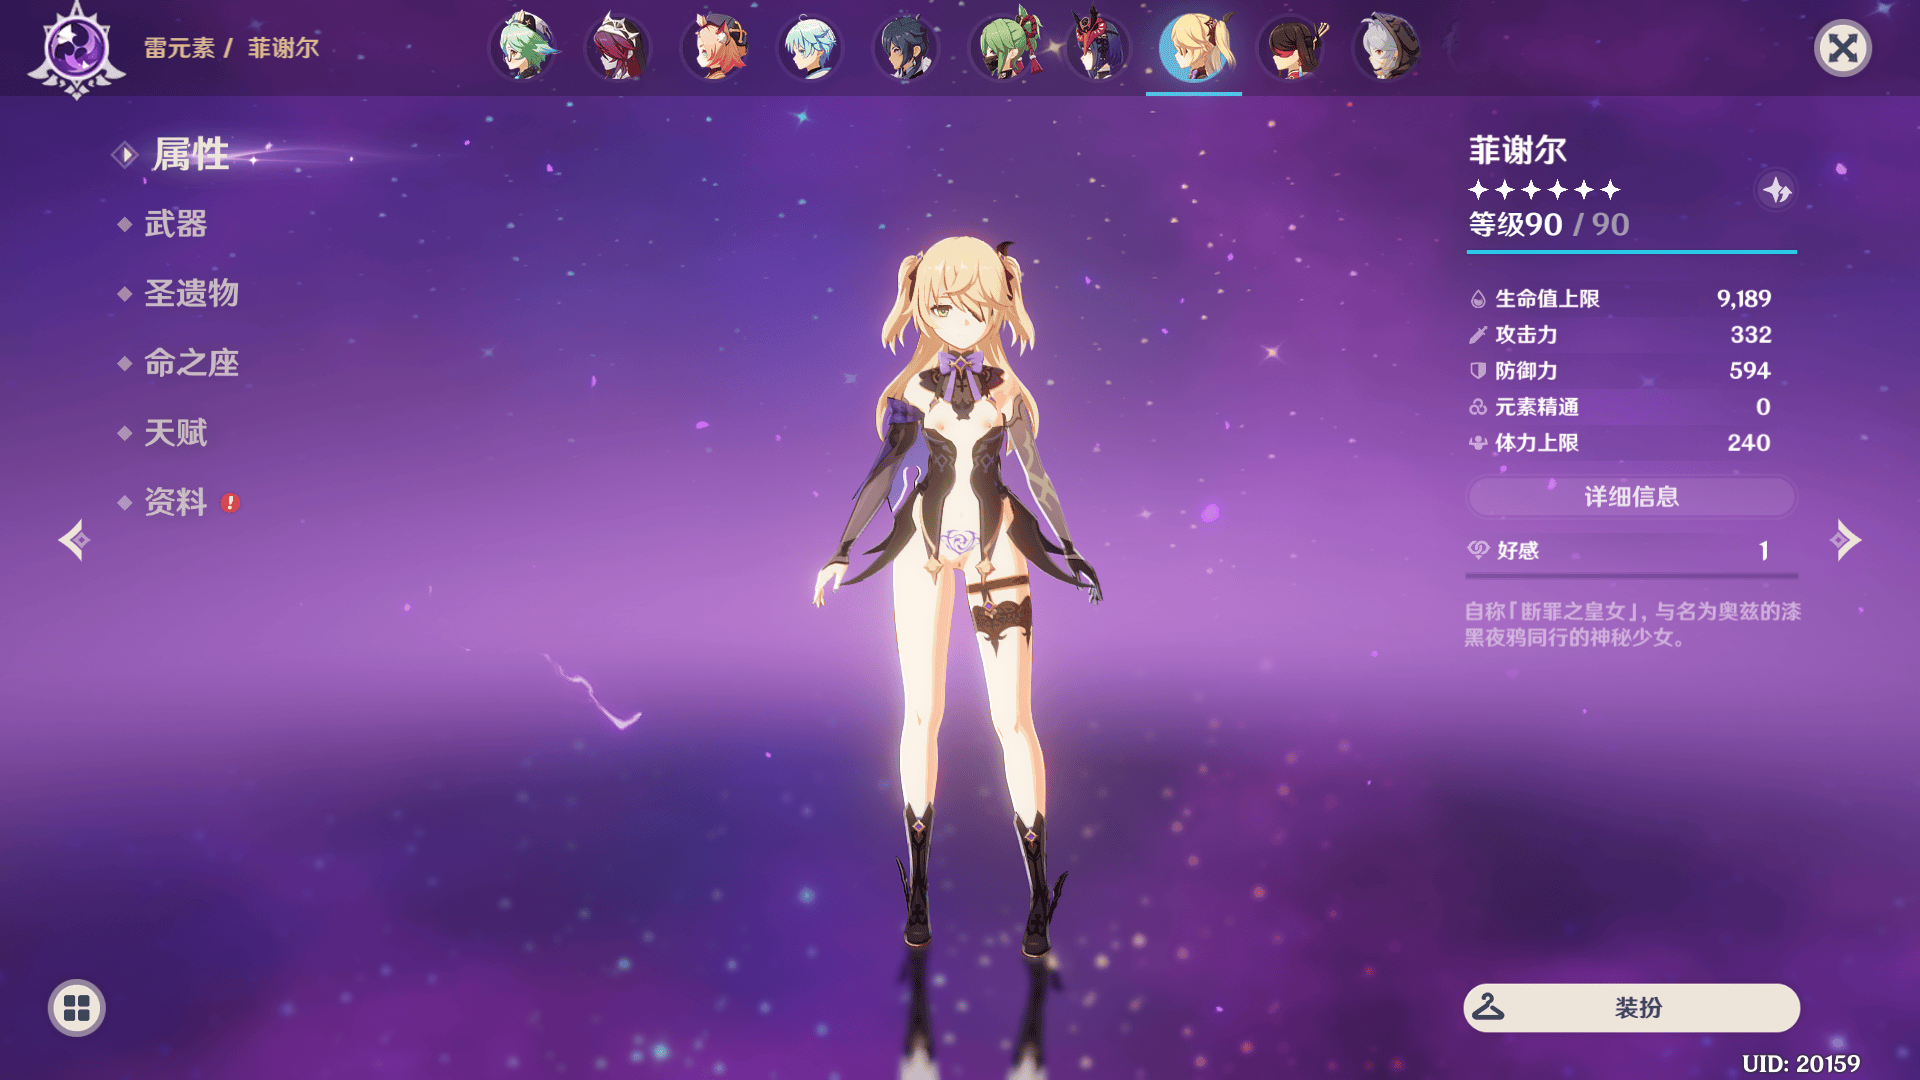 雷元素 / 菲谢尔
属性
武器
圣遗物
命之座
天赋
资料
菲谢尔
等级90 / 90
生命值上限 9,189
攻击力 332
防御力 594
元素精通 0
体力上限 240
详细信息
好感 1
自称「断罪之皇女」，与名为奥兹的漆
黑夜鸦同行的神秘少女。
装扮
UID: 20159